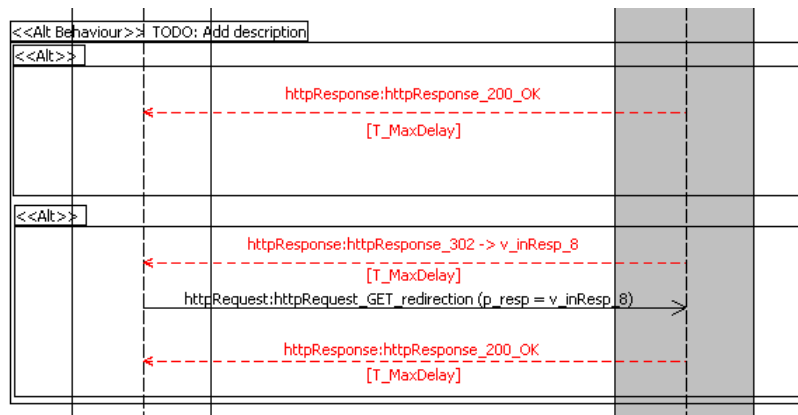 <<Alt Behaviour>> TODO: Add description
<<Alt>>
httpResponse:httpResponse_200_OK
[T_MaxDelay]
<<Alt>>
httpResponse:httpResponse_302 -> v_inResp_8
[T_MaxDelay]
httpRequest:httpRequest_GET_redirection (p_resp = v_inResp_8)
httpResponse:httpResponse_200_OK
[T_MaxDelay]